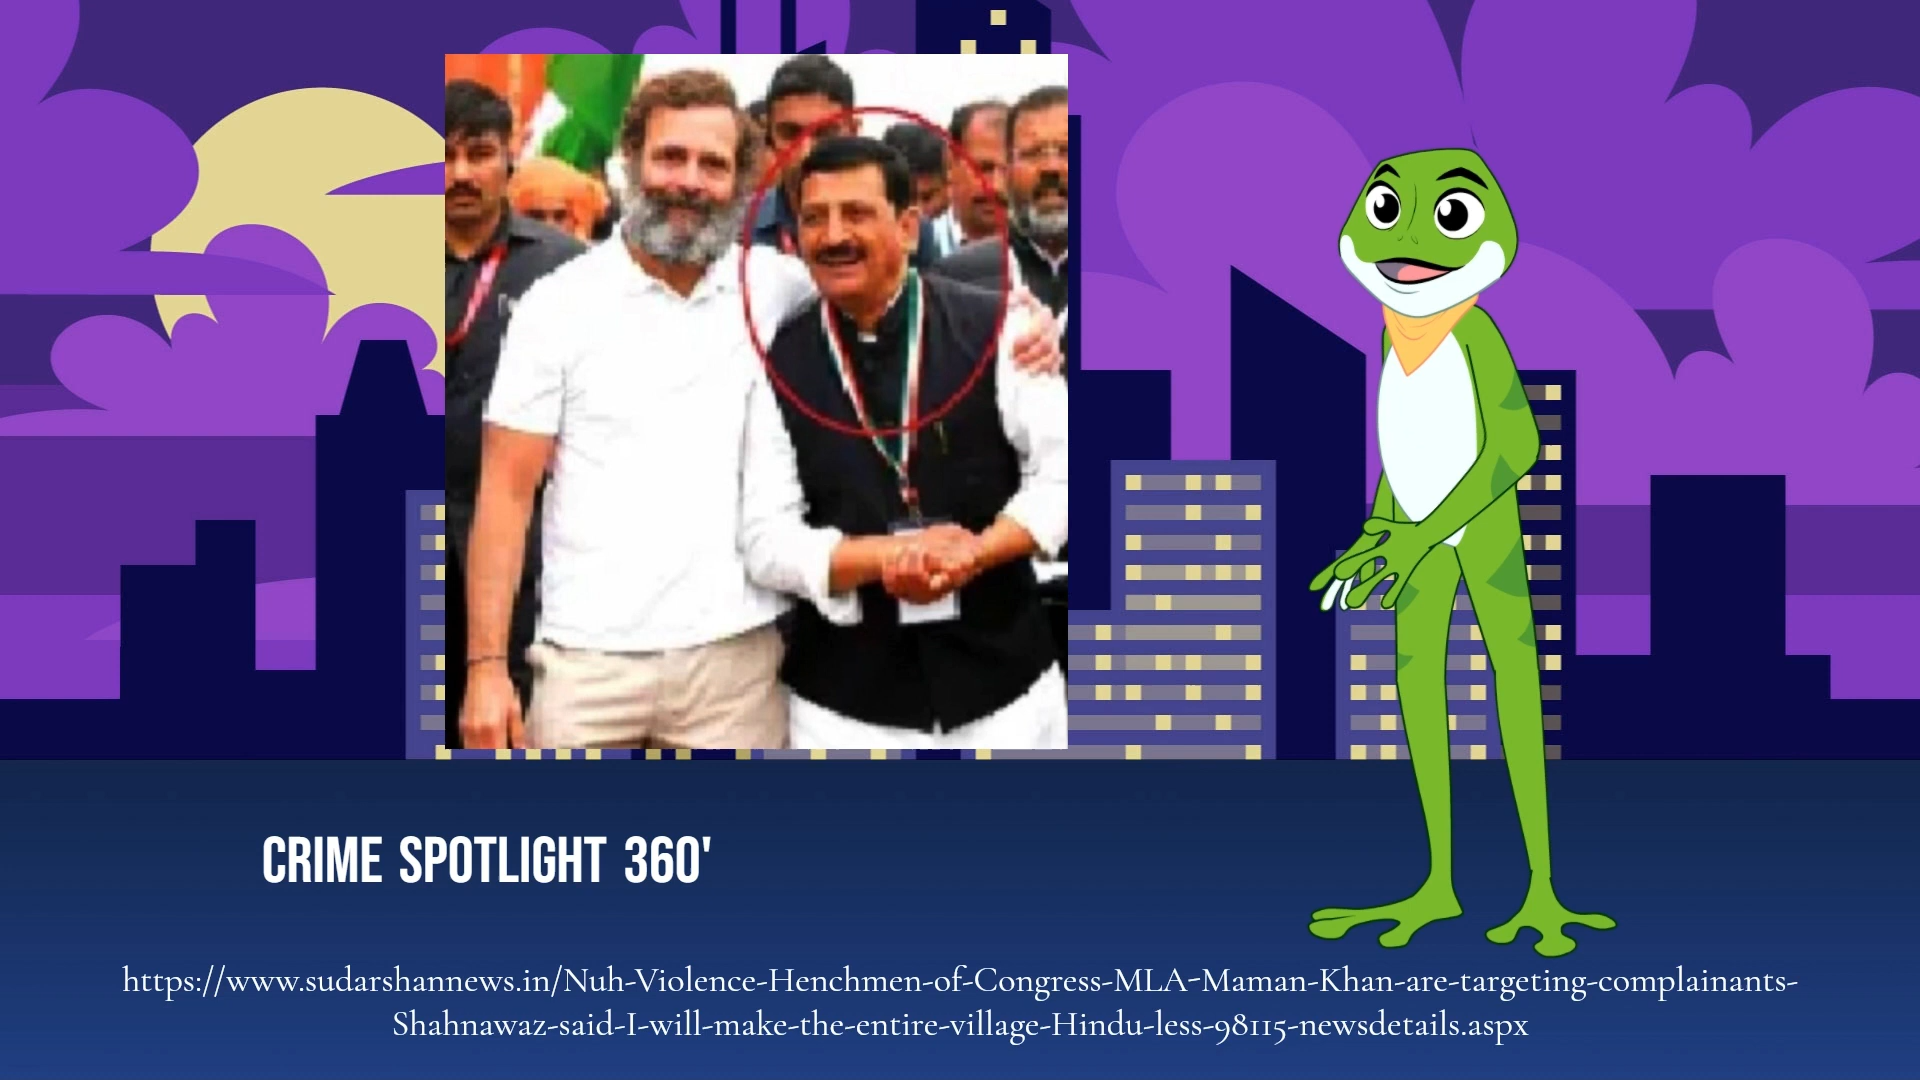 CRIME SPOTLIGHT 360'
https://www.sudarshannews.in/Nuh-Violence-Henchmen-of-Congress-MLA-Maman-Khan-are-targeting-complainants-
Shahnawaz-said-I-will-make-the-entire-village-Hindu-less-98115-newsdetails.aspx